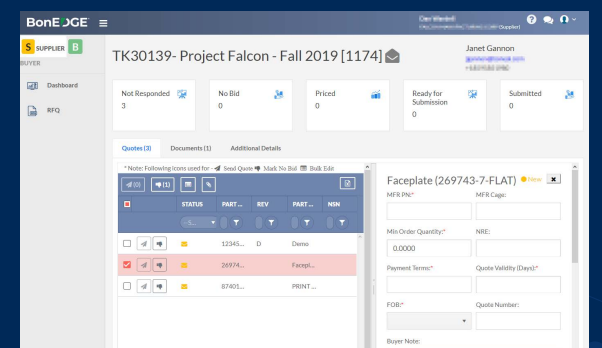 BonEDGE
(Supplier)
S SUPPLIER B
BUYER
Dashboard
RFQ
TK30139- Project Falcon - Fall 2019 [1174]
Janet Gannon
Not Responded
3
No Bid
0
Priced
0
Ready for Submission
0
Submitted
0
Quotes (3) Documents (1) Additional Details
* Note: Following Icons used for - Send Quote Mark No Bid Bulk Edit
(0) (1)
STATUS PART ... REV PART ... NSN
12345... D Demo
26974... Facepl...
87401... PRINT ...
Faceplate (269743-7-FLAT) New x
MFR PN:* MFR Cage:
Min Order Quantity:* NRE:
0.0000
Payment Terms:* Quote Validity (Days):*
FOB:* Quote Number:
Buyer Note: